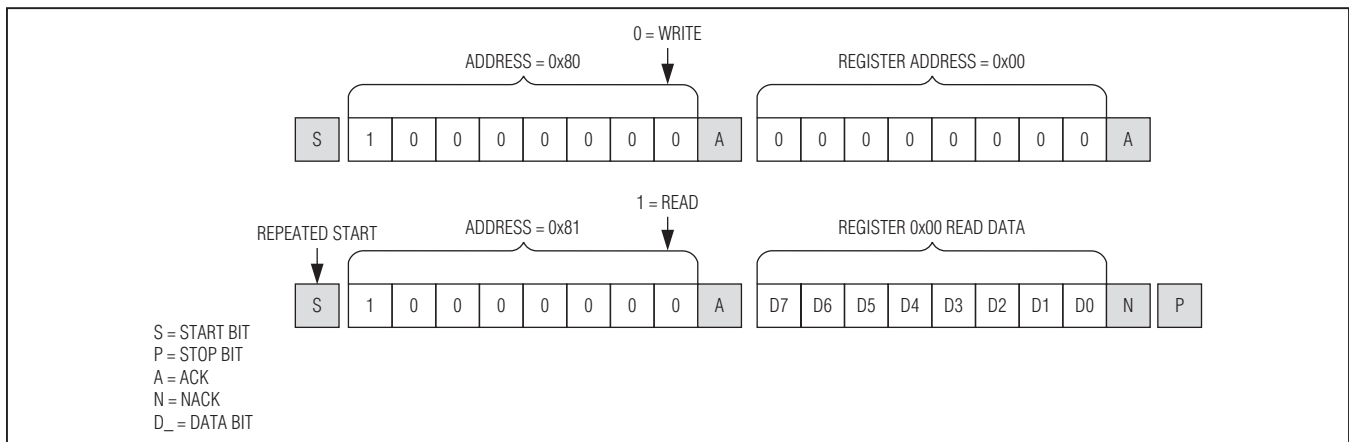 0 = WRITE
ADDRESS = 0x80 REGISTER ADDRESS = 0x00
S 1 0 0 0 0 0 0 0 A 0 0 0 0 0 0 0 0 A
1 = READ
REPEATED START ADDRESS = 0x81 REGISTER 0x00 READ DATA
S 1 0 0 0 0 0 0 0 A D7 D6 D5 D4 D3 D2 D1 D0 N P
S = START BIT
P = STOP BIT
A = ACK
N = NACK
D_ = DATA BIT